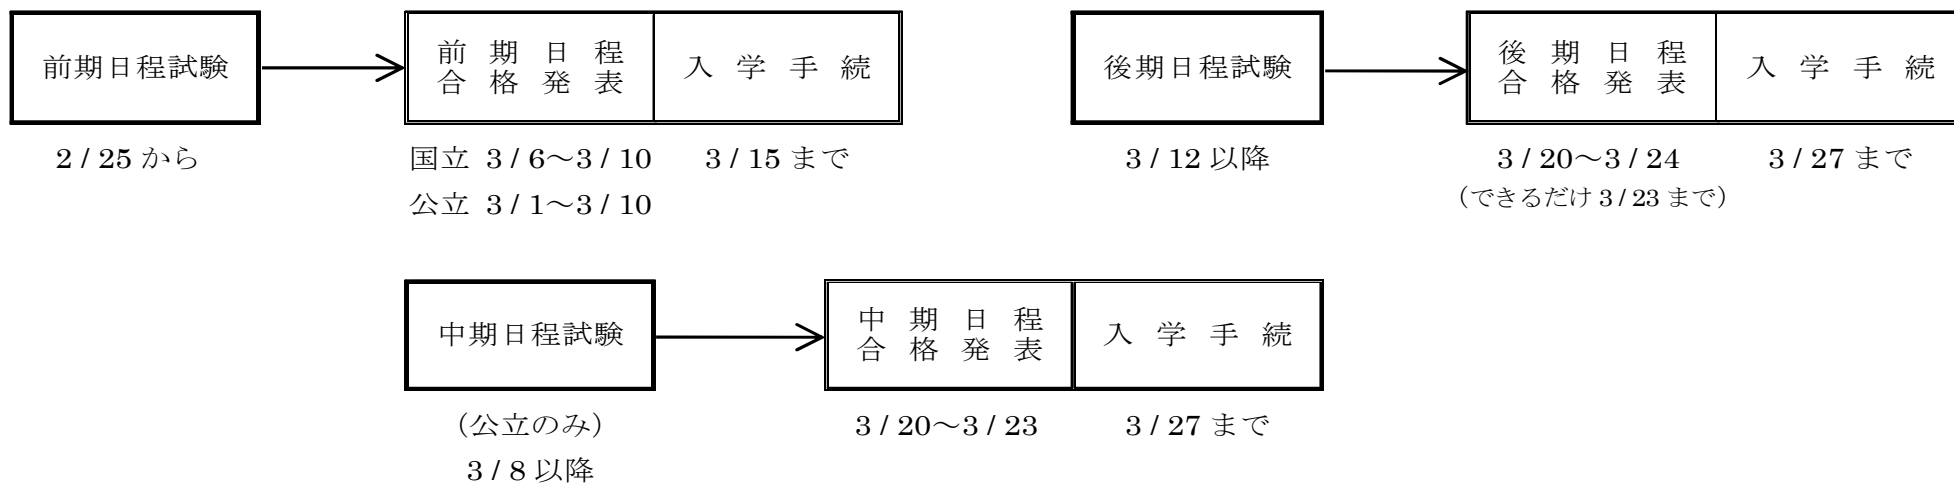 前期日程試験
2 / 25 から
前期日程
合格発表
国立 3 / 6～3 / 10
公立 3 / 1～3 / 10
入学手続
3 / 15 まで
後期日程試験
3 / 12 以降
後期日程
合格発表
3 / 20～3 / 24
（できるだけ 3 / 23 まで）
入学手続
3 / 27 まで
中期日程試験
（公立のみ）
3 / 8 以降
中期日程
合格発表
3 / 20～3 / 23
入学手続
3 / 27 まで